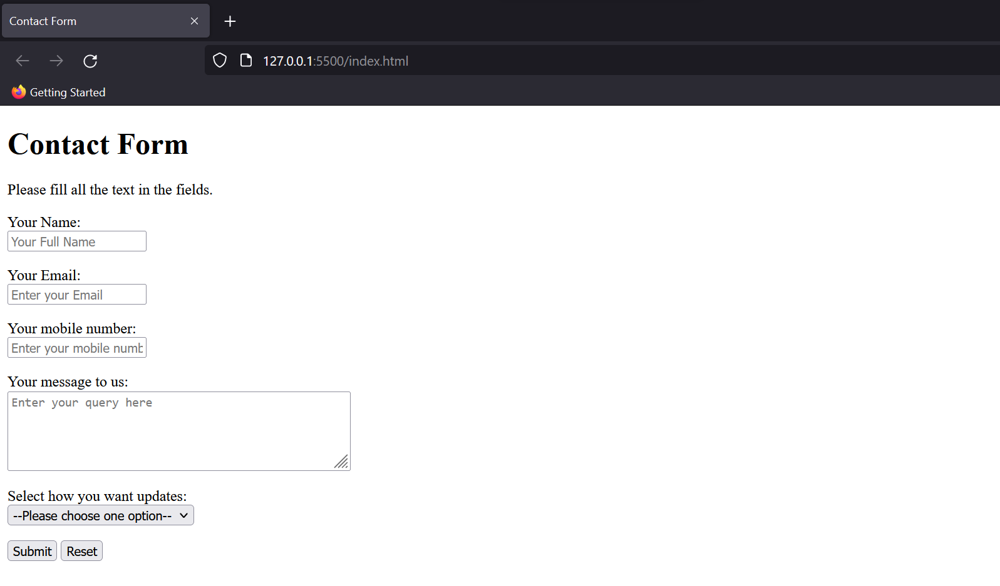 Contact Form
127.0.0.1:5500/index.html
Getting Started
Contact Form
Please fill all the text in the fields.
Your Name:
Your Full Name
Your Email:
Enter your Email
Your mobile number:
Enter your mobile numb
Your message to us:
Enter your query here
Select how you want updates:
--Please choose one option--
Submit Reset